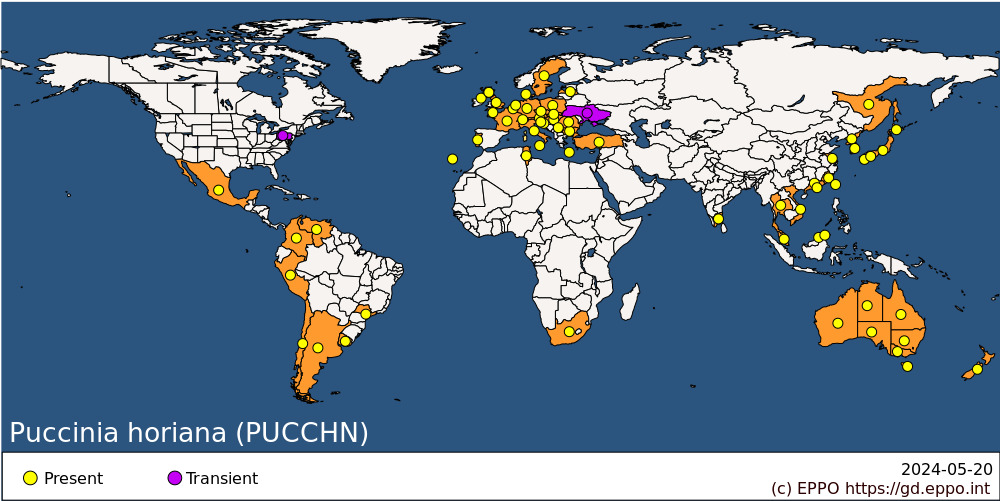 Puccinia horiana (PUCCHN)
Present
Transient
2024-05-20
(c) EPPO https://gd.eppo.int